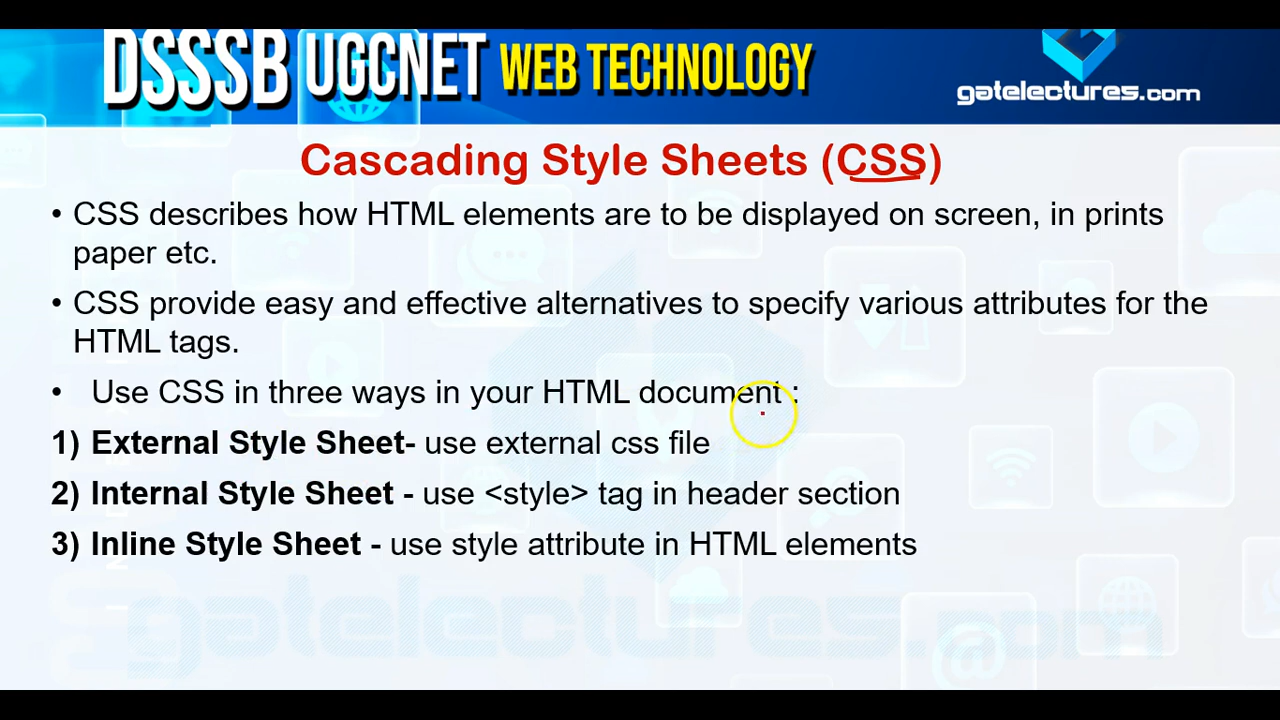 DSSSB UGCNET WEB TECHNOLOGY
gatelectures.com
Cascading Style Sheets (CSS)
• CSS describes how HTML elements are to be displayed on screen, in prints
paper etc.
• CSS provide easy and effective alternatives to specify various attributes for the
HTML tags.
• Use CSS in three ways in your HTML document :
1) External Style Sheet- use external css file
2) Internal Style Sheet - use <style> tag in header section
3) Inline Style Sheet - use style attribute in HTML elements
gatelectures.com